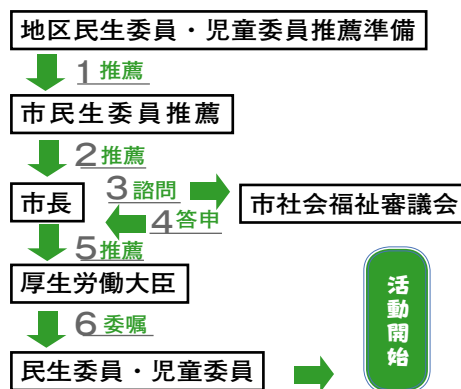 地区民生委員・児童委員推薦準備
1推薦
市民生委員推薦
2推薦
市長
3諮問
4答申
市社会福祉審議会
5推薦
厚生労働大臣
6委嘱
民生委員・児童委員
活動開始